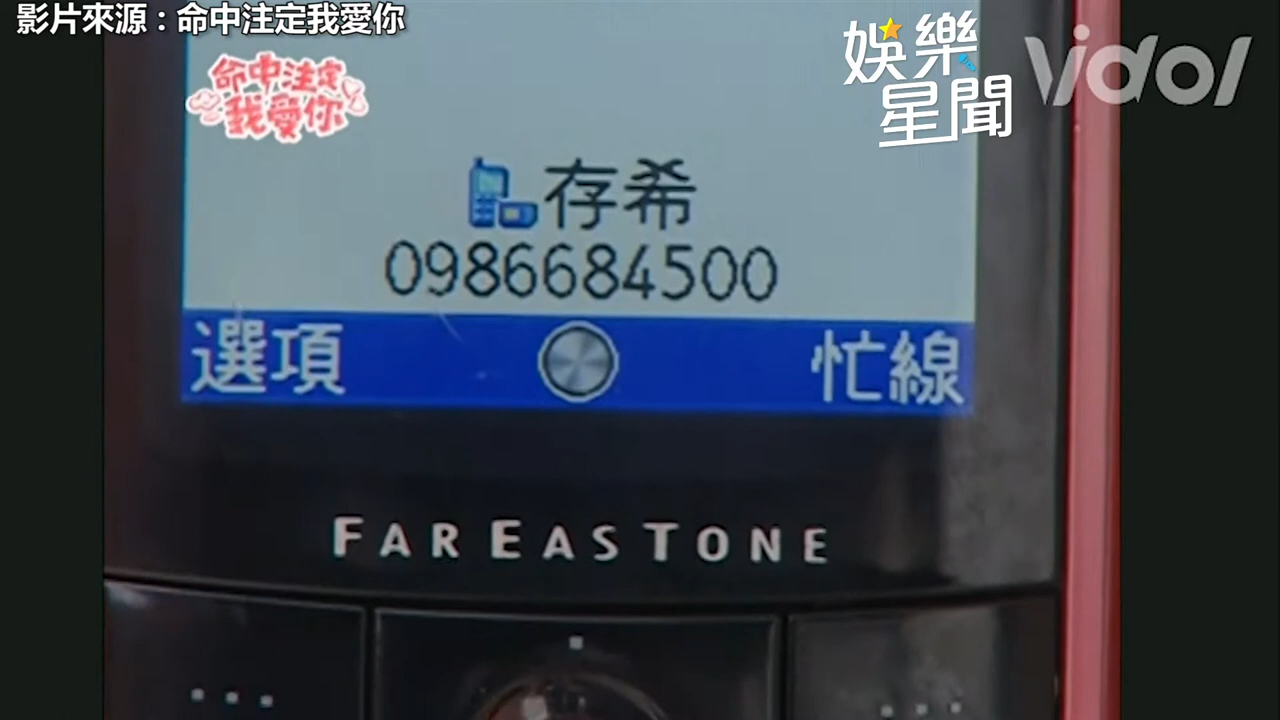 影片來源：命中注定我愛你
命中注定
我愛你
娛樂
星聞
Vidol
存希
0986684500
選項
忙線
FAREASTONE